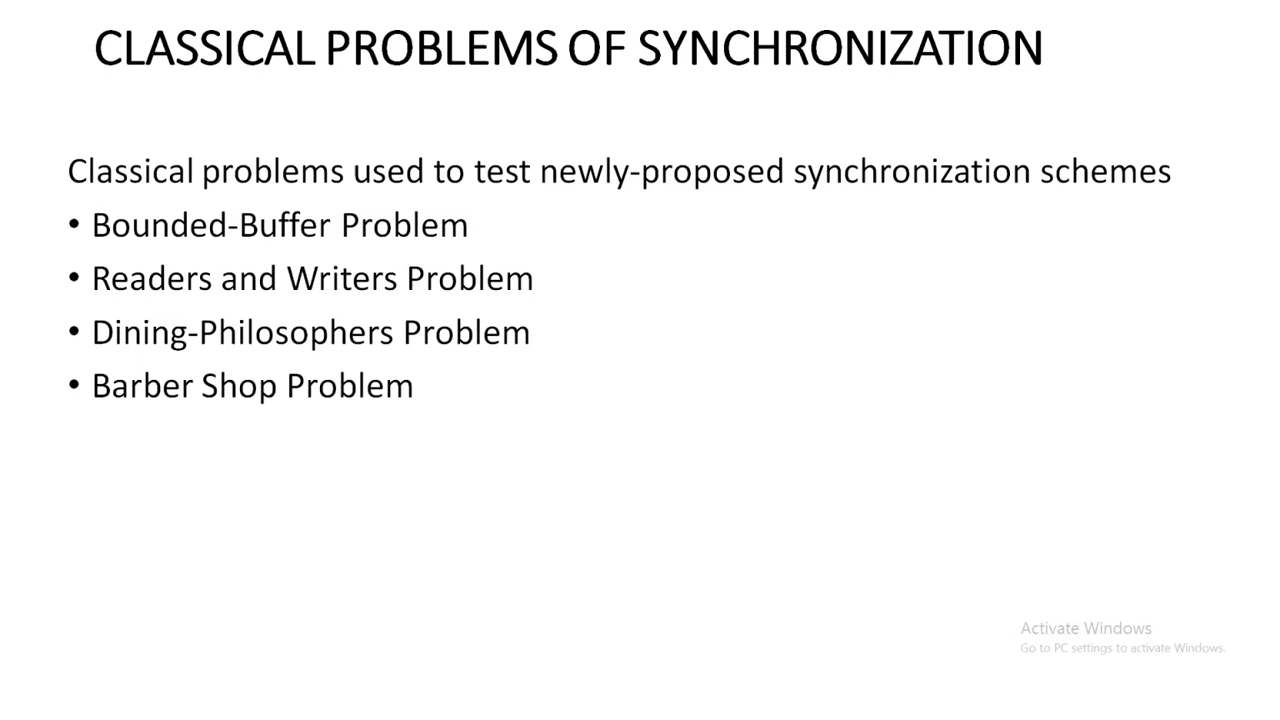 CLASSICAL PROBLEMS OF SYNCHRONIZATION
Classical problems used to test newly-proposed synchronization schemes
• Bounded-Buffer Problem
• Readers and Writers Problem
• Dining-Philosophers Problem
• Barber Shop Problem
Activate Windows
Go to PC settings to activate Windows.